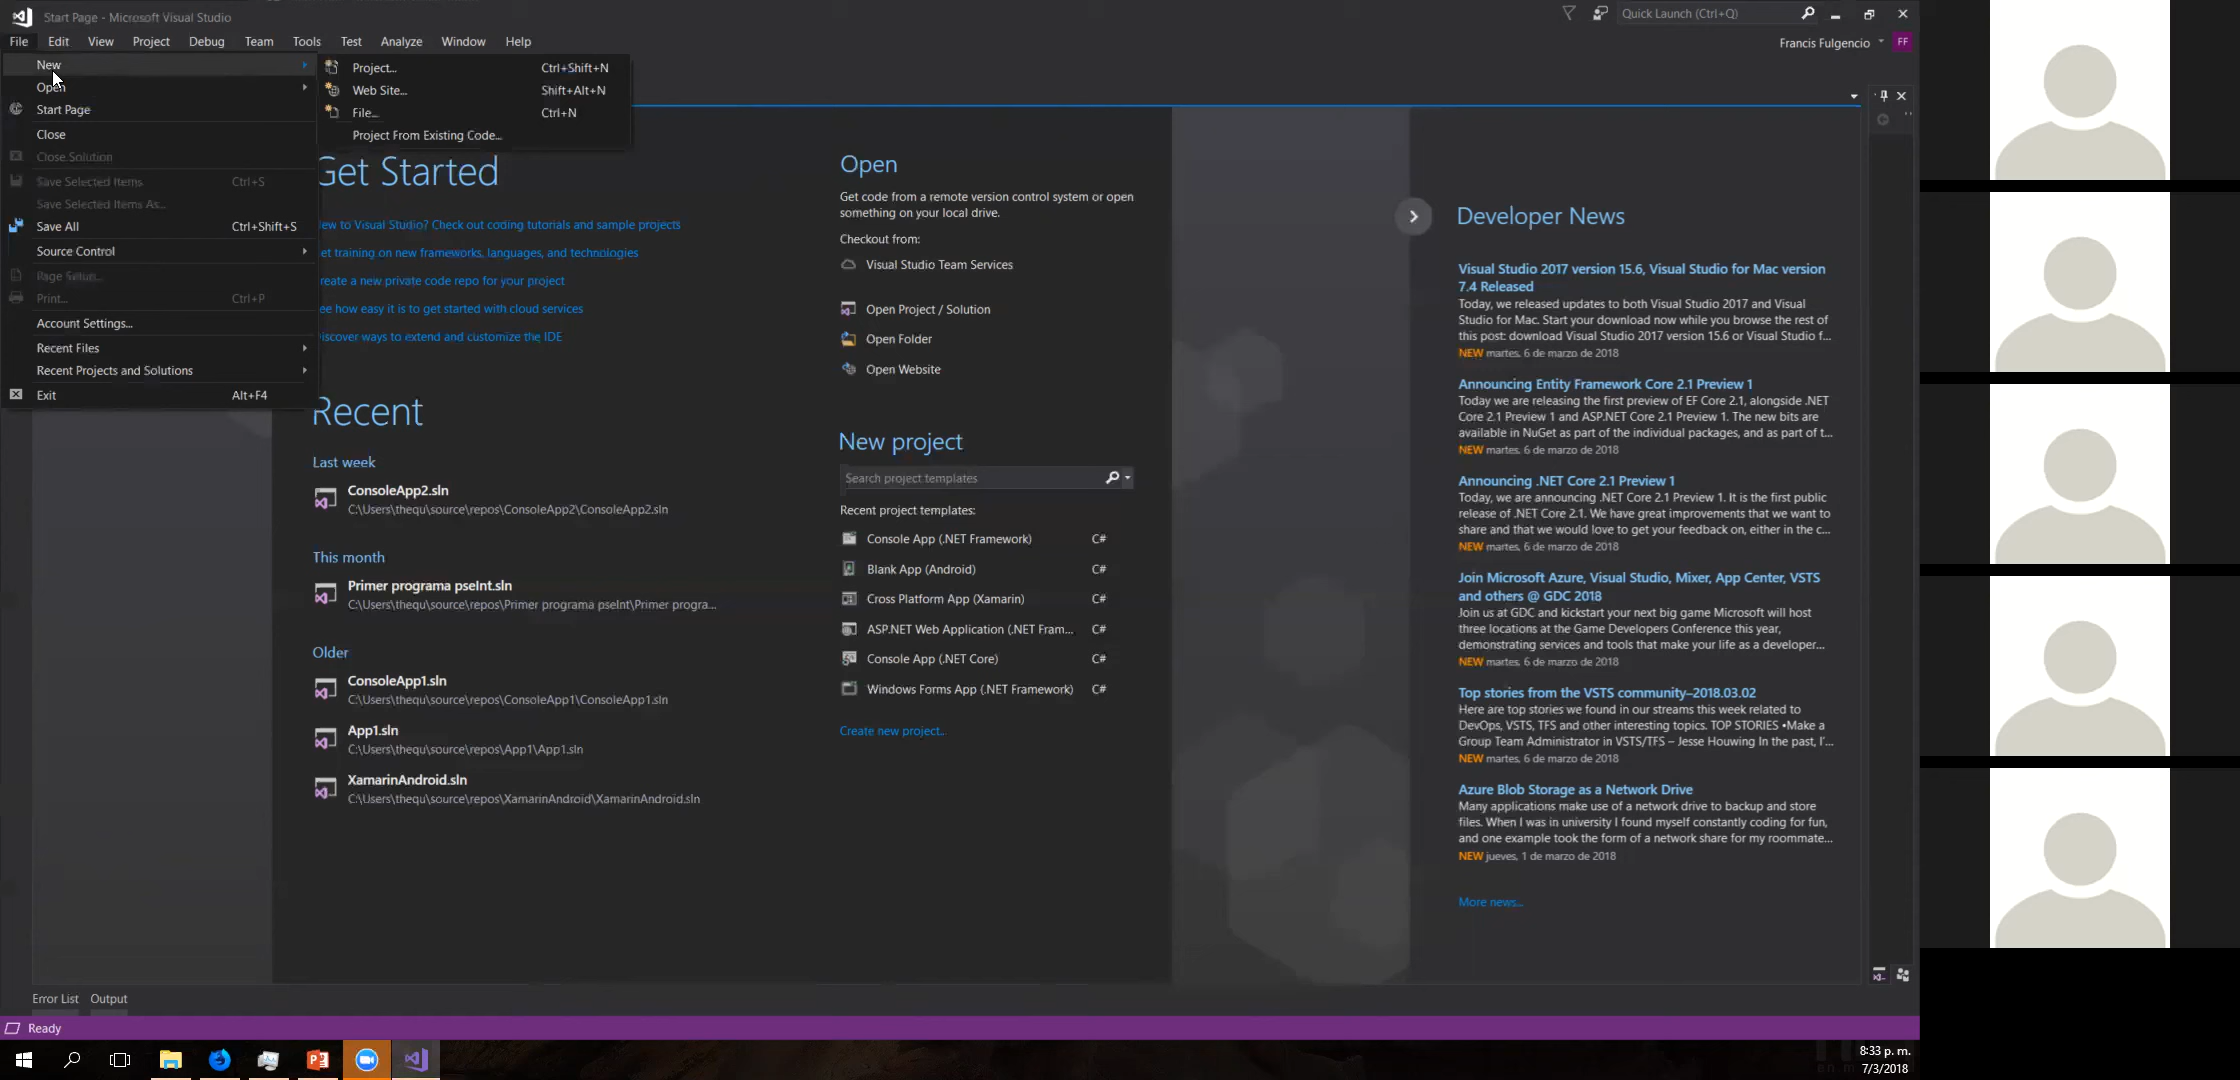 Start Page - Microsoft Visual Studio
Quick Launch (Ctrl+Q)
File Edit View Project Debug Team Tools Test Analyze Window Help
Francis Fulgencio FF
New
Open
Start Page
Close
Close Solution
Save Selected Items Ctrl+S
Save Selected Items As...
Save All Ctrl+Shift+S
Source Control
Page Setup...
Print... Ctrl+P
Account Settings...
Recent Files
Recent Projects and Solutions
Exit Alt+F4
Project... Ctrl+Shift+N
Web Site... Shift+Alt+N
File... Ctrl+N
Project From Existing Code...
Get Started
ew to Visual Studio? Check out coding tutorials and sample projects
et training on new frameworks, languages, and technologies
reate a new private code repo for your project
ee how easy it is to get started with cloud services
iscover ways to extend and customize the IDE
Recent
Last week
ConsoleApp2.sln
C:\Users\thequ\source\repos\ConsoleApp2\ConsoleApp2.sln
This month
Primer programa pseInt.sln
C:\Users\thequ\source\repos\Primer programa pseInt\Primer progra...
Older
ConsoleApp1.sln
C:\Users\thequ\source\repos\ConsoleApp1\ConsoleApp1.sln
App1.sln
C:\Users\thequ\source\repos\App1\App1.sln
XamarinAndroid.sln
C:\Users\thequ\source\repos\XamarinAndroid\XamarinAndroid.sln
Open
Get code from a remote version control system or open
something on your local drive.
Checkout from:
Visual Studio Team Services
Open Project / Solution
Open Folder
Open Website
New project
Search project templates
Recent project templates:
Console App (.NET Framework) C#
Blank App (Android) C#
Cross Platform App (Xamarin) C#
ASP.NET Web Application (.NET Fram... C#
Console App (.NET Core) C#
Windows Forms App (.NET Framework) C#
Create new project...
Developer News
Visual Studio 2017 version 15.6, Visual Studio for Mac version
7.4 Released
Today, we released updates to both Visual Studio 2017 and Visual
Studio for Mac. Start your download now while you browse the rest of
this post: download Visual Studio 2017 version 15.6 or Visual Studio f...
NEW martes, 6 de marzo de 2018
Announcing Entity Framework Core 2.1 Preview 1
Today we are releasing the first preview of EF Core 2.1, alongside .NET
Core 2.1 Preview 1 and ASP.NET Core 2.1 Preview 1. The new bits are
available in NuGet as part of the individual packages, and as part of t...
NEW martes, 6 de marzo de 2018
Announcing .NET Core 2.1 Preview 1
Today, we are announcing .NET Core 2.1 Preview 1. It is the first public
release of .NET Core 2.1. We have great improvements that we want to
share and that we would love to get your feedback on, either in the c...
NEW martes, 6 de marzo de 2018
Join Microsoft Azure, Visual Studio, Mixer, App Center, VSTS
and others @ GDC 2018
Join us at GDC and kickstart your next big game Microsoft will host
three locations at the Game Developers Conference this year,
demonstrating services and tools that make your life as a developer...
NEW martes, 6 de marzo de 2018
Top stories from the VSTS community–2018.03.02
Here are top stories we found in our streams this week related to
DevOps, VSTS, TFS and other interesting topics. TOP STORIES •Make a
Group Team Administrator in VSTS/TFS – Jesse Houwing In the past, I'...
NEW martes, 6 de marzo de 2018
Azure Blob Storage as a Network Drive
Many applications make use of a network drive to backup and store
files. When I was in university I found myself constantly coding for fun,
and one example took the form of a network share for my roommate...
NEW jueves, 1 de marzo de 2018
More news...
Error List Output
Ready
8:33 p. m.
7/3/2018